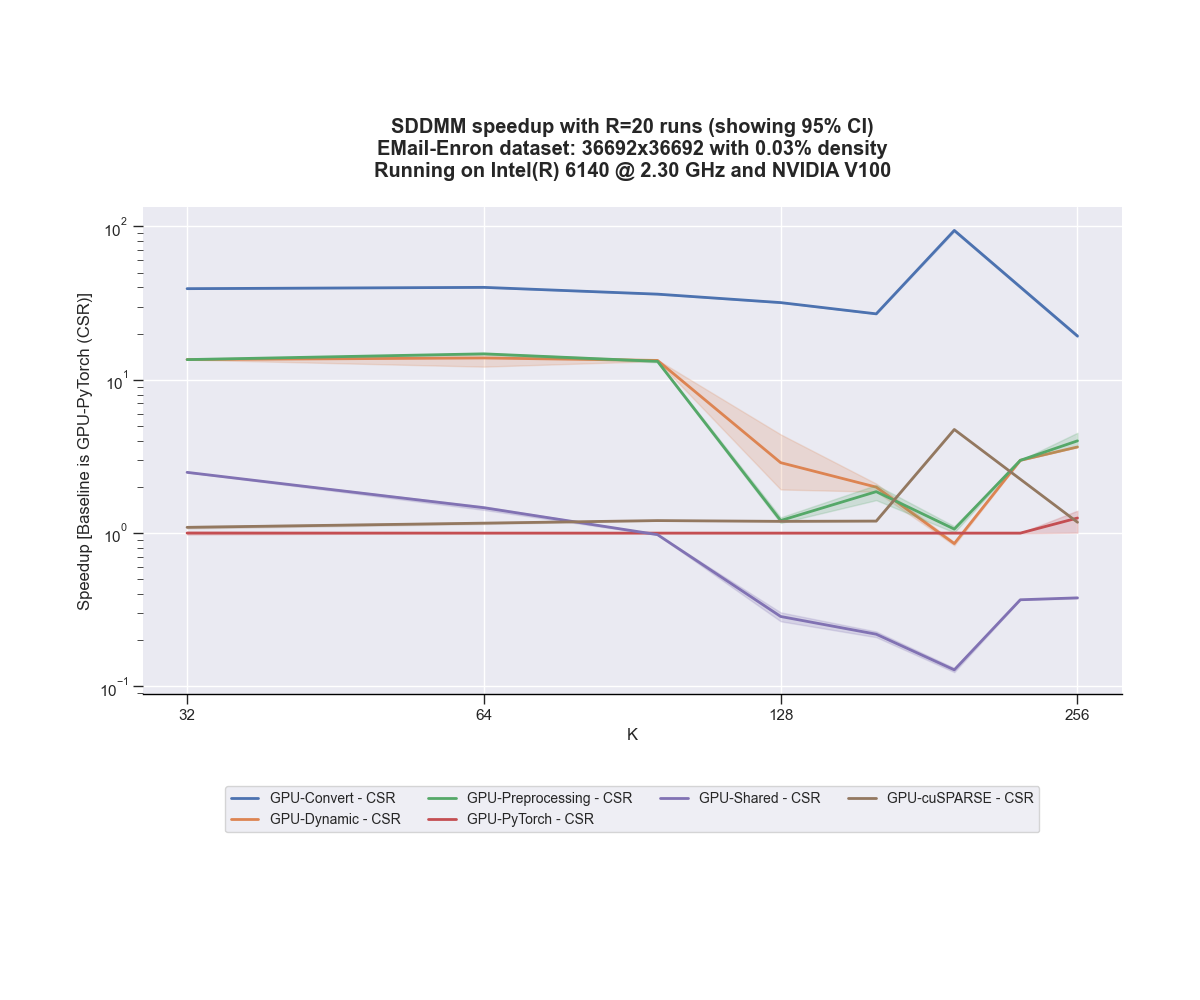 SDDMM speedup with R=20 runs (showing 95% CI)
EMail-Enron dataset: 36692x36692 with 0.03% density
Running on Intel(R) 6140 @ 2.30 GHz and NVIDIA V100
Speedup [Baseline is GPU-PyTorch (CSR)]
10²
10¹
10⁰
10⁻¹
32 64 128 256
K
GPU-Convert - CSR GPU-Preprocessing - CSR GPU-Shared - CSR GPU-cuSPARSE - CSR
GPU-Dynamic - CSR GPU-PyTorch - CSR